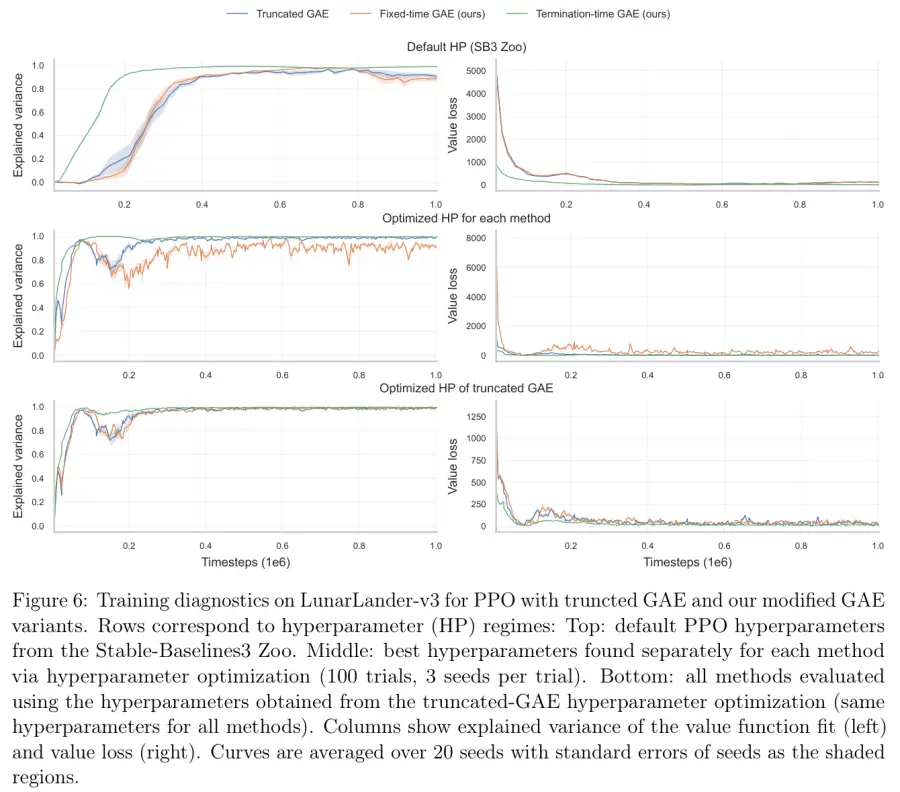 Truncated GAE Fixed-time GAE (ours) Termination-time GAE (ours)
Default HP (SB3 Zoo)
Explained variance
1.0
0.8
0.6
0.4
0.2
0.0
0.2 0.4 0.6 0.8 1.0
Value loss
5000
4000
3000
2000
1000
0
0.2 0.4 0.6 0.8 1.0
Optimized HP for each method
Explained variance
1.0
0.8
0.6
0.4
0.2
0.0
0.2 0.4 0.6 0.8 1.0
Value loss
8000
6000
4000
2000
0
0.2 0.4 0.6 0.8 1.0
Optimized HP of truncated GAE
Explained variance
1.0
0.8
0.6
0.4
0.2
0.0
0.2 0.4 0.6 0.8 1.0
Timesteps (1e6)
Value loss
1250
1000
750
500
250
0
0.2 0.4 0.6 0.8 1.0
Timesteps (1e6)
Figure 6: Training diagnostics on LunarLander-v3 for PPO with truncted GAE and our modified GAE
variants. Rows correspond to hyperparameter (HP) regimes: Top: default PPO hyperparameters
from the Stable-Baselines3 Zoo. Middle: best hyperparameters found separately for each method
via hyperparameter optimization (100 trials, 3 seeds per trial). Bottom: all methods evaluated
using the hyperparameters obtained from the truncated-GAE hyperparameter optimization (same
hyperparameters for all methods). Columns show explained variance of the value function fit (left)
and value loss (right). Curves are averaged over 20 seeds with standard errors of seeds as the shaded
regions.